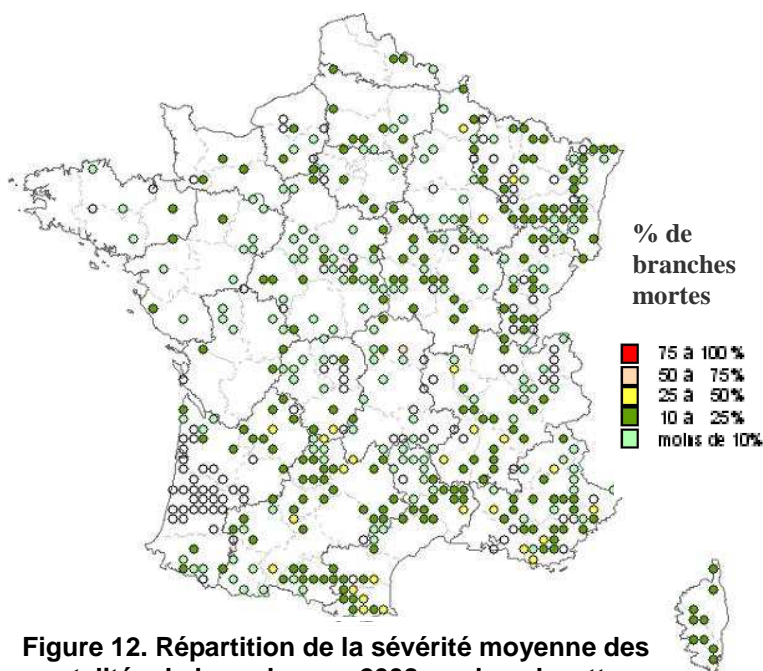 % de
branches
mortes
75 à 100 %
50 à 75%
25 à 50%
10 à 25%
moins de 10%
Figure 12. Répartition de la sévérité moyenne des